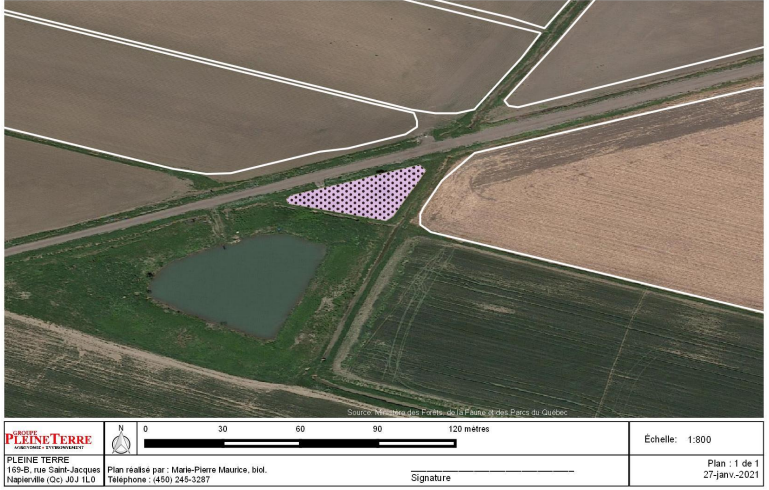 Source: Ministère des Forêts, de la Faune et des Parcs du Québec
GROUPE
PLEINE TERRE
AGRONOMIE • ENVIRONNEMENT
N
0 30 60 90 120 mètres
Échelle: 1:800
PLEINE TERRE
169-B, rue Saint-Jacques
Napierville (Qc) J0J 1L0
Plan réalisé par : Marie-Pierre Maurice, biol.
Téléphone : (450) 245-3287
Signature
Plan : 1 de 1
27-janv.-2021